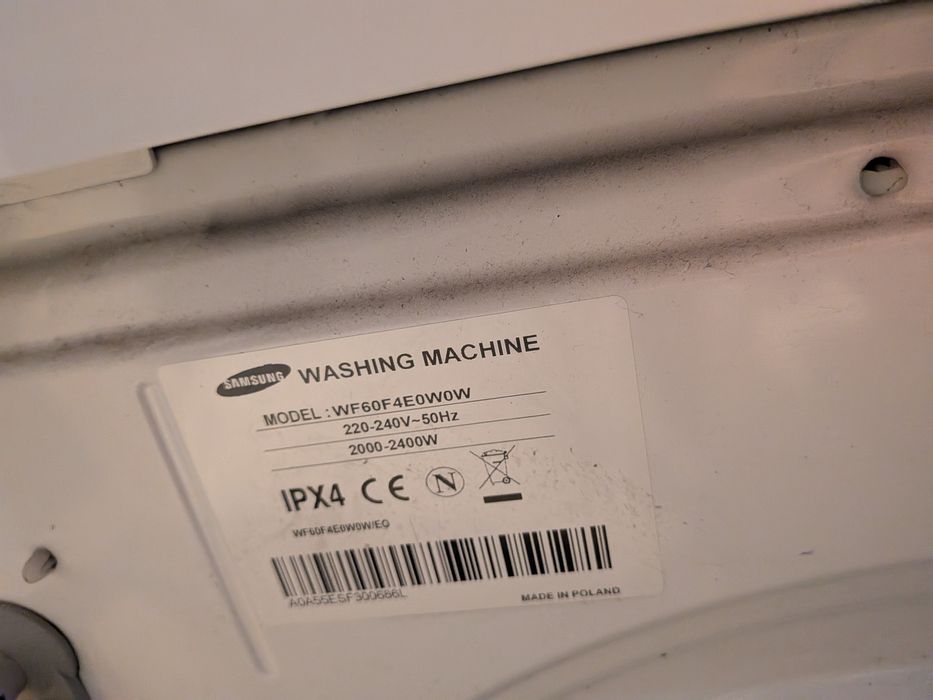 SAMSUNG WASHING MACHINE
MODEL : WF60F4E0W0W
220-240V~50Hz
2000-2400W
IPX4 CE N
WF60F4E0W0W/EO
A0A55ESF300686L
MADE IN POLAND